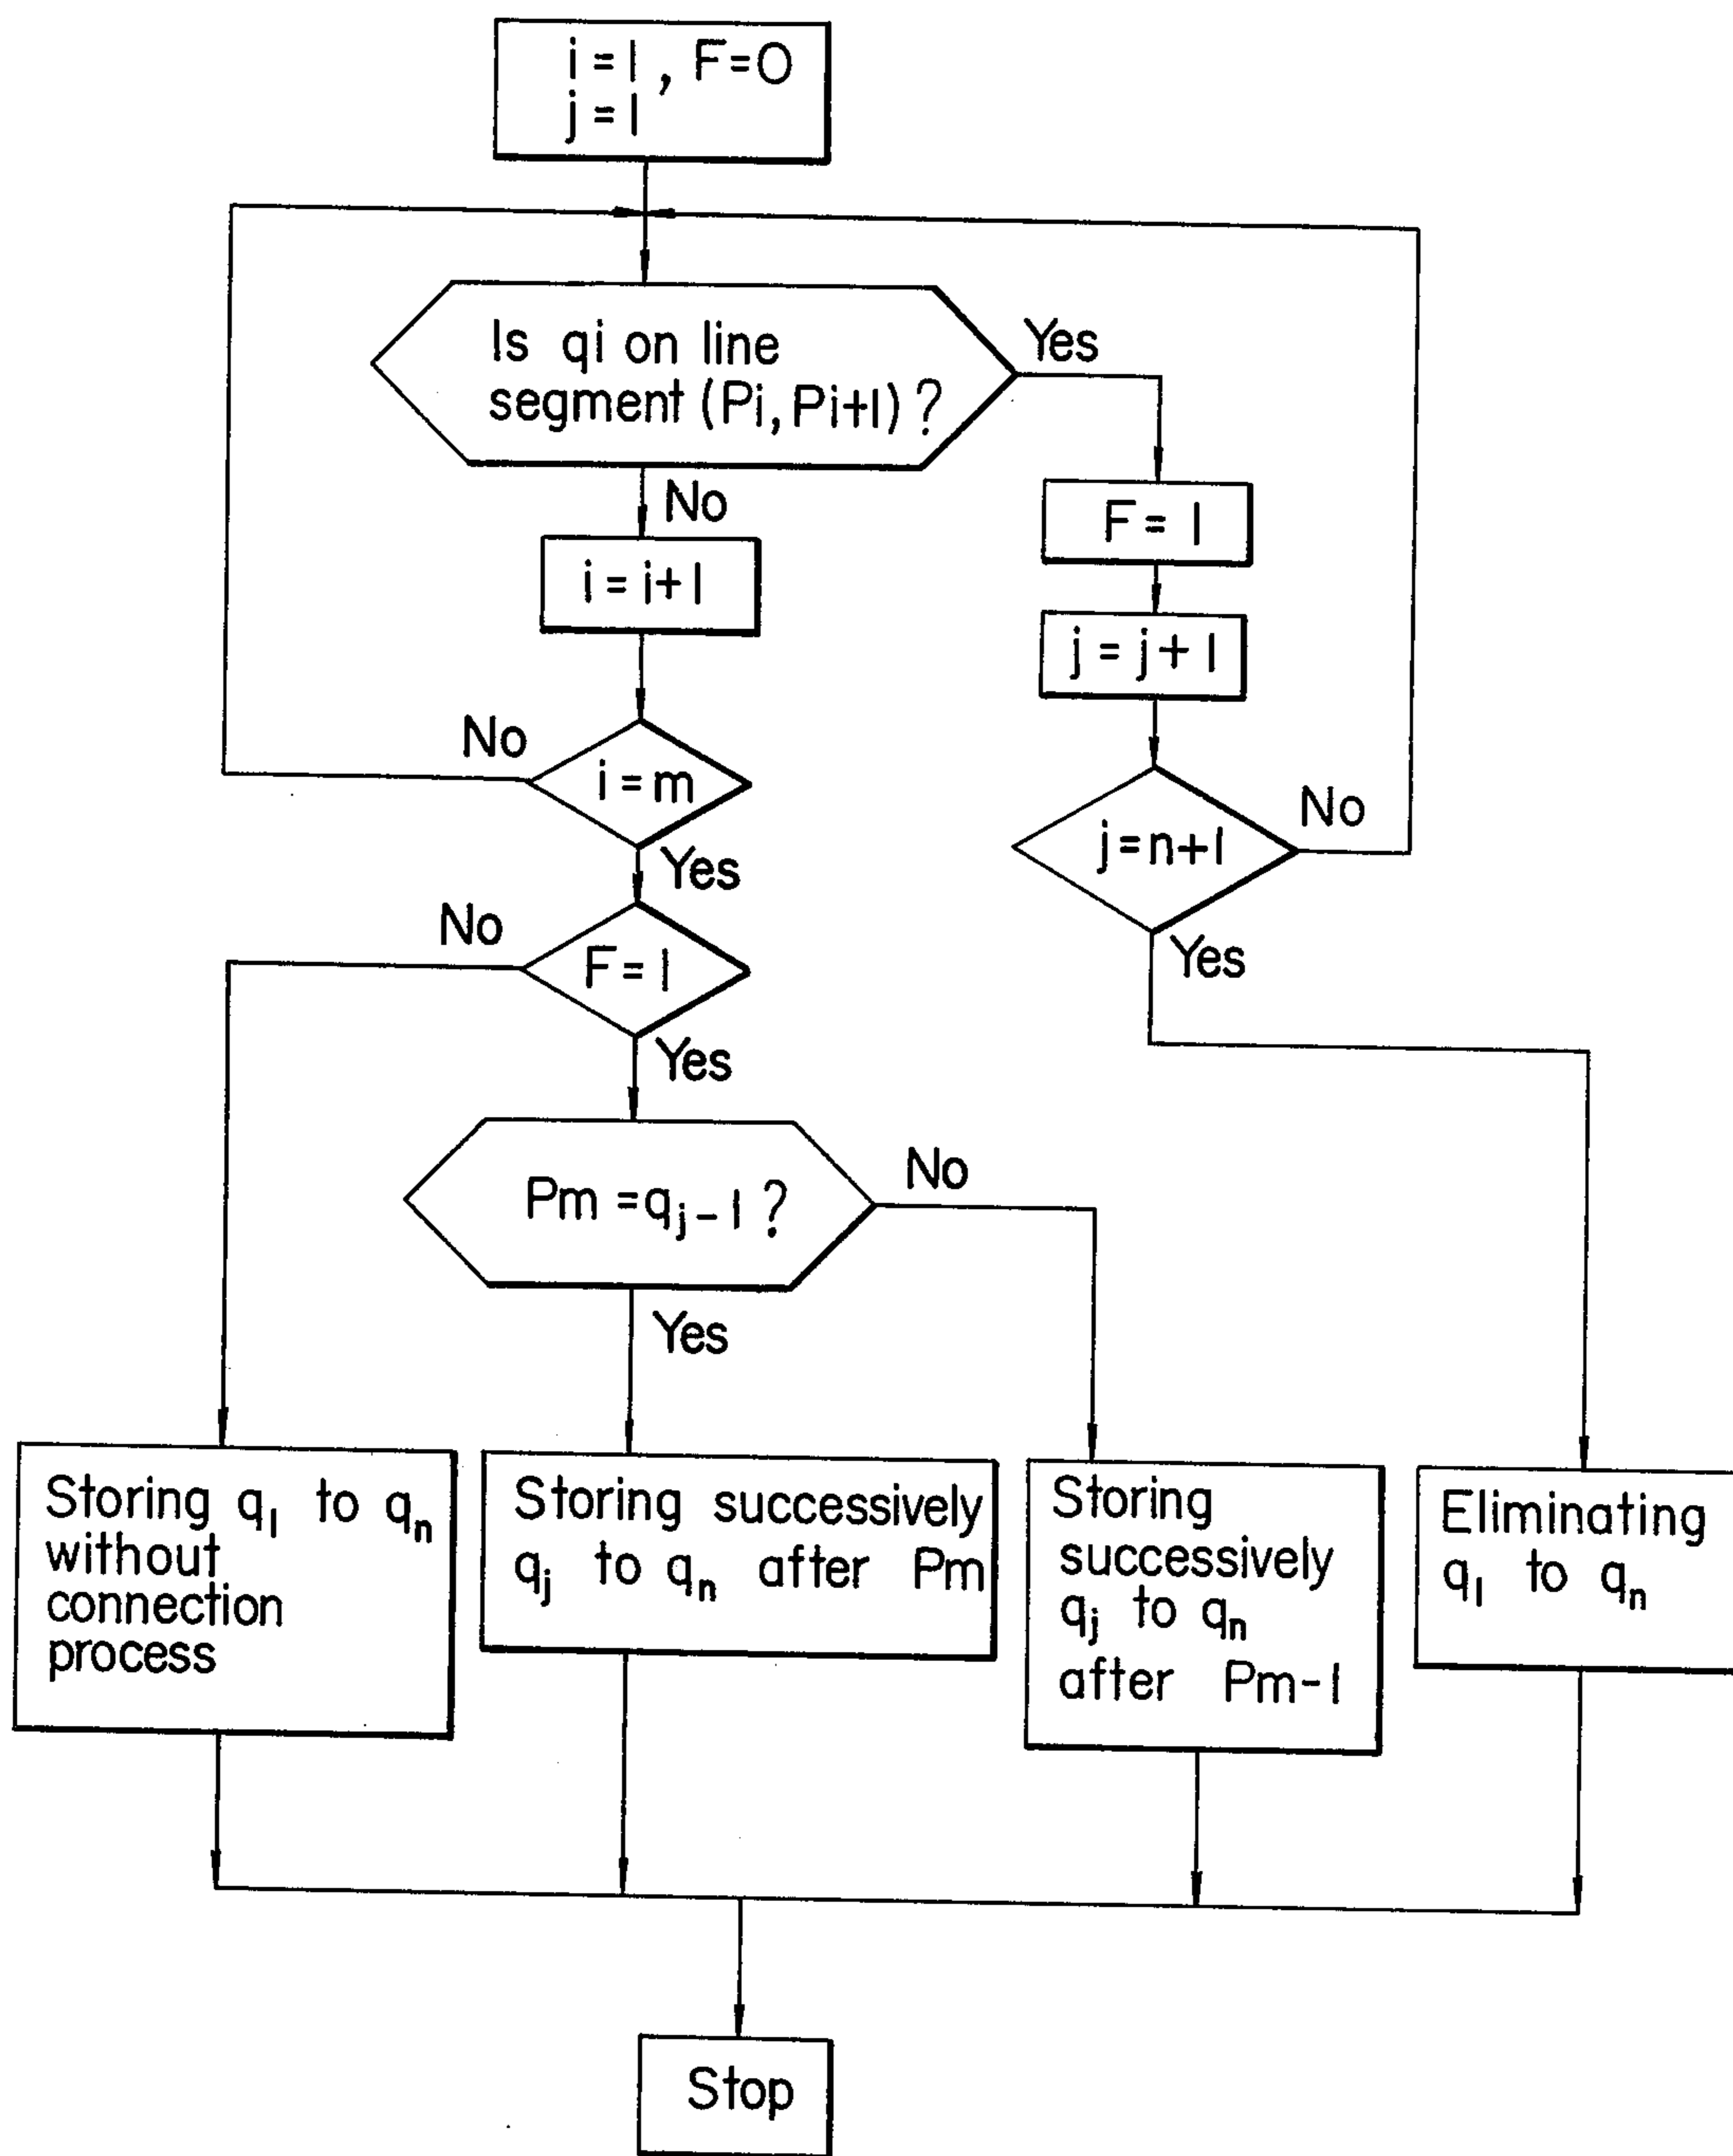 i = 1, F = 0
j = 1
Is qi on line
segment (Pi, Pi+1) ?
Yes
No
F = 1
i = i+1
j = j + 1
No
i = m
No
j = n+1
Yes
No
F = 1
Yes
Yes
No
Pm = qj-1 ?
Yes
Storing q1 to qn
without
connection
process
Storing successively
qj to qn after Pm
Storing
successively
qj to qn
after Pm-1
Eliminating
q1 to qn
Stop